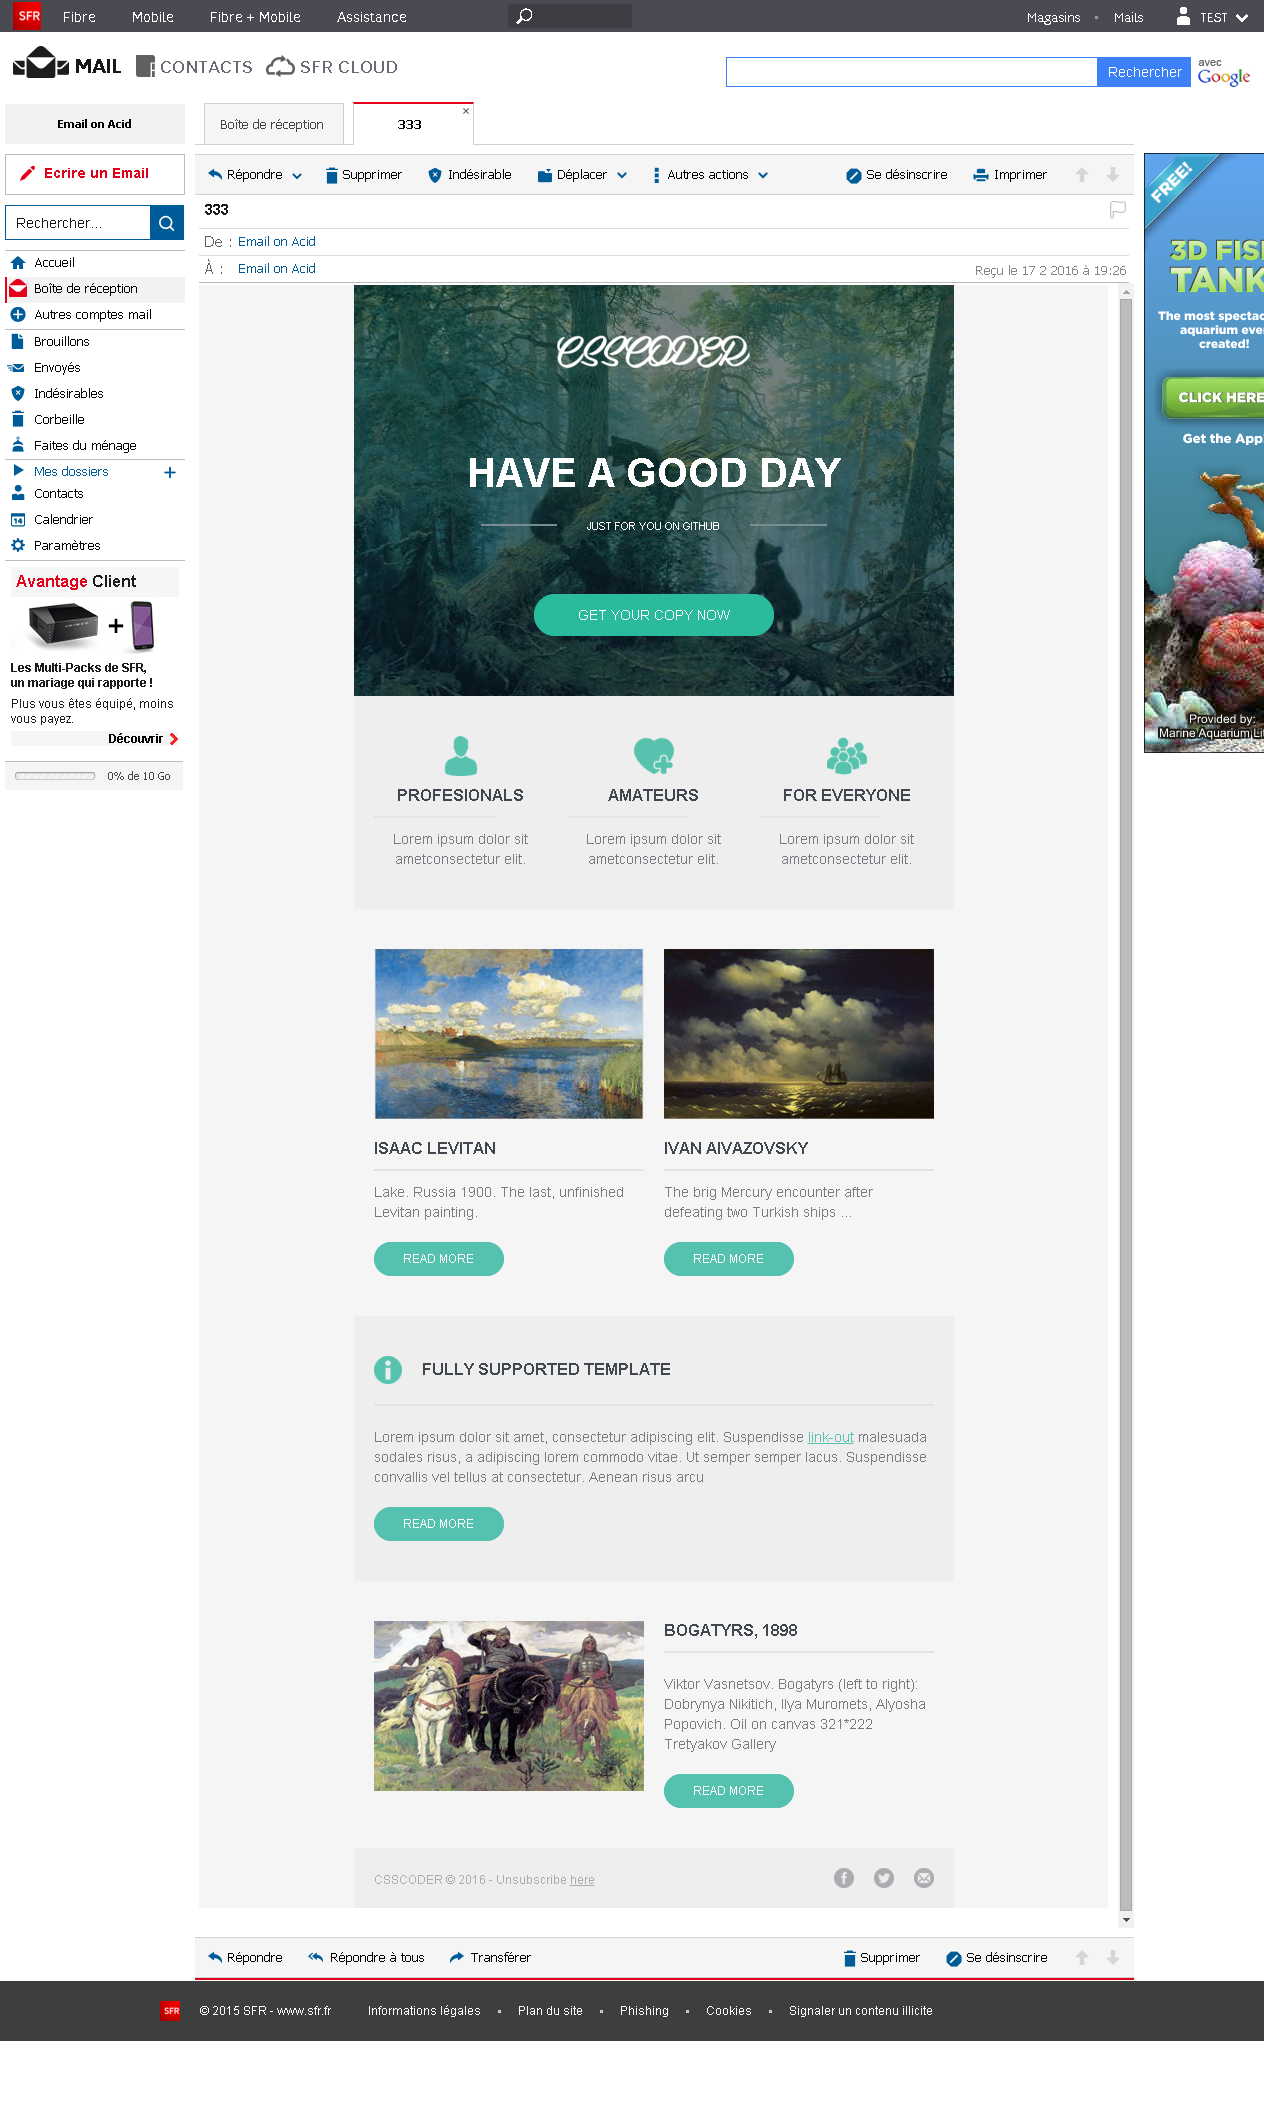 SFR Fibre Mobile Fibre + Mobile Assistance Magasins Mails TEST
MAIL CONTACTS SFR CLOUD
Rechercher avec Google
Email on Acid
Boîte de réception 333 ×
Ecrire un Email
Répondre Supprimer Indésirable Déplacer Autres actions Se désinscrire Imprimer
Rechercher...
333
De : Email on Acid
À : Email on Acid
Reçu le 17 2 2016 à 19:26
Accueil
Boîte de réception
Autres comptes mail
Brouillons
Envoyés
Indésirables
Corbeille
Faites du ménage
Mes dossiers +
Contacts
14 Calendrier
Paramètres
Avantage Client
+
Les Multi-Packs de SFR,
un mariage qui rapporte !
Plus vous êtes équipé, moins
vous payez.
Découvrir
0% de 10 Go
CSSCODER
HAVE A GOOD DAY
JUST FOR YOU ON GITHUB
GET YOUR COPY NOW
PROFESIONALS
Lorem ipsum dolor sit
ametconsectetur elit.
AMATEURS
Lorem ipsum dolor sit
ametconsectetur elit.
FOR EVERYONE
Lorem ipsum dolor sit
ametconsectetur elit.
ISAAC LEVITAN
Lake. Russia 1900. The last, unfinished
Levitan painting.
READ MORE
IVAN AIVAZOVSKY
The brig Mercury encounter after
defeating two Turkish ships ...
READ MORE
FULLY SUPPORTED TEMPLATE
Lorem ipsum dolor sit amet, consectetur adipiscing elit. Suspendisse link-out malesuada
sodales risus, a adipiscing lorem commodo vitae. Ut semper semper lacus. Suspendisse
convallis vel tellus at consectetur. Aenean risus arcu
READ MORE
BOGATYRS, 1898
Viktor Vasnetsov. Bogatyrs (left to right):
Dobrynya Nikitich, Ilya Muromets, Alyosha
Popovich. Oil on canvas 321*222
Tretyakov Gallery
READ MORE
CSSCODER © 2016 - Unsubscribe here
FREE!
3D FIS
TANK
The most spectac
aquarium eve
created!
CLICK HERE
Get the App
Provided by:
Marine Aquarium Lit
Répondre Répondre à tous Transférer Supprimer Se désinscrire
SFR © 2015 SFR - www.sfr.fr Informations légales Plan du site Phishing Cookies Signaler un contenu illicite